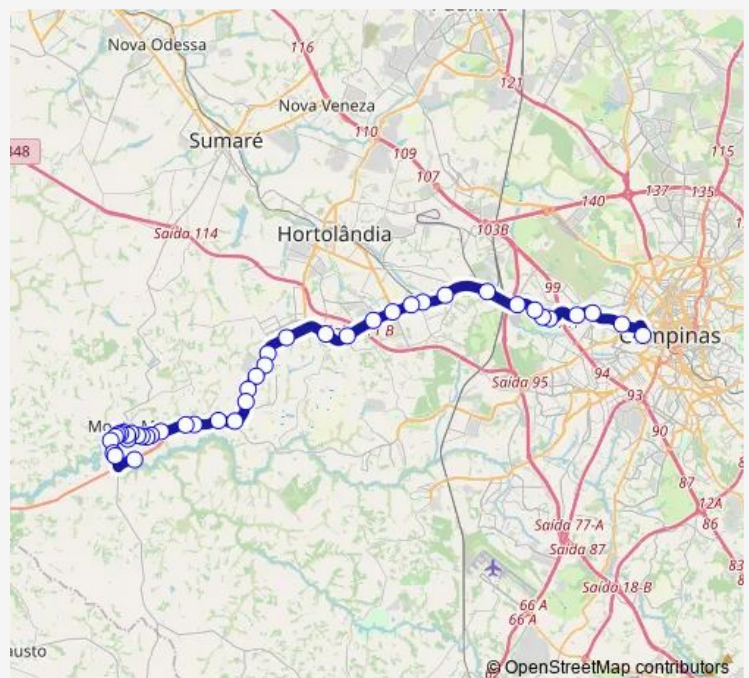 Nova Odessa
116
121
Nova Veneza
110
Sumaré
109
115
348
107
137
135
140
Saída 114
103B
Hortolândia
99
1 B
Campinas
94
Saída 95
93
90
87
12A
Saída 77-A
86
Saída 87
83
Saída 18-B
66 A
66 A
© OpenStreetMap contributors